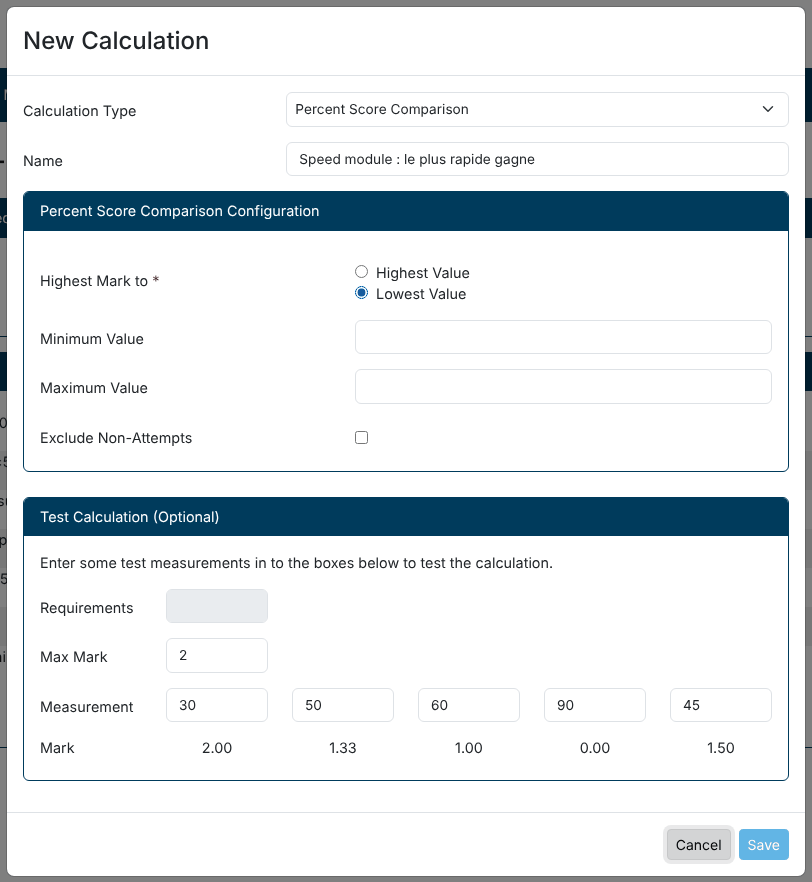 New Calculation
Calculation Type
Percent Score Comparison
Name
Speed module : le plus rapide gagne
Percent Score Comparison Configuration
Highest Mark to *
Highest Value
Lowest Value
Minimum Value
Maximum Value
Exclude Non-Attempts
Test Calculation (Optional)
Enter some test measurements in to the boxes below to test the calculation.
Requirements
Max Mark 2
Measurement 30 50 60 90 45
Mark 2.00 1.33 1.00 0.00 1.50
Cancel Save